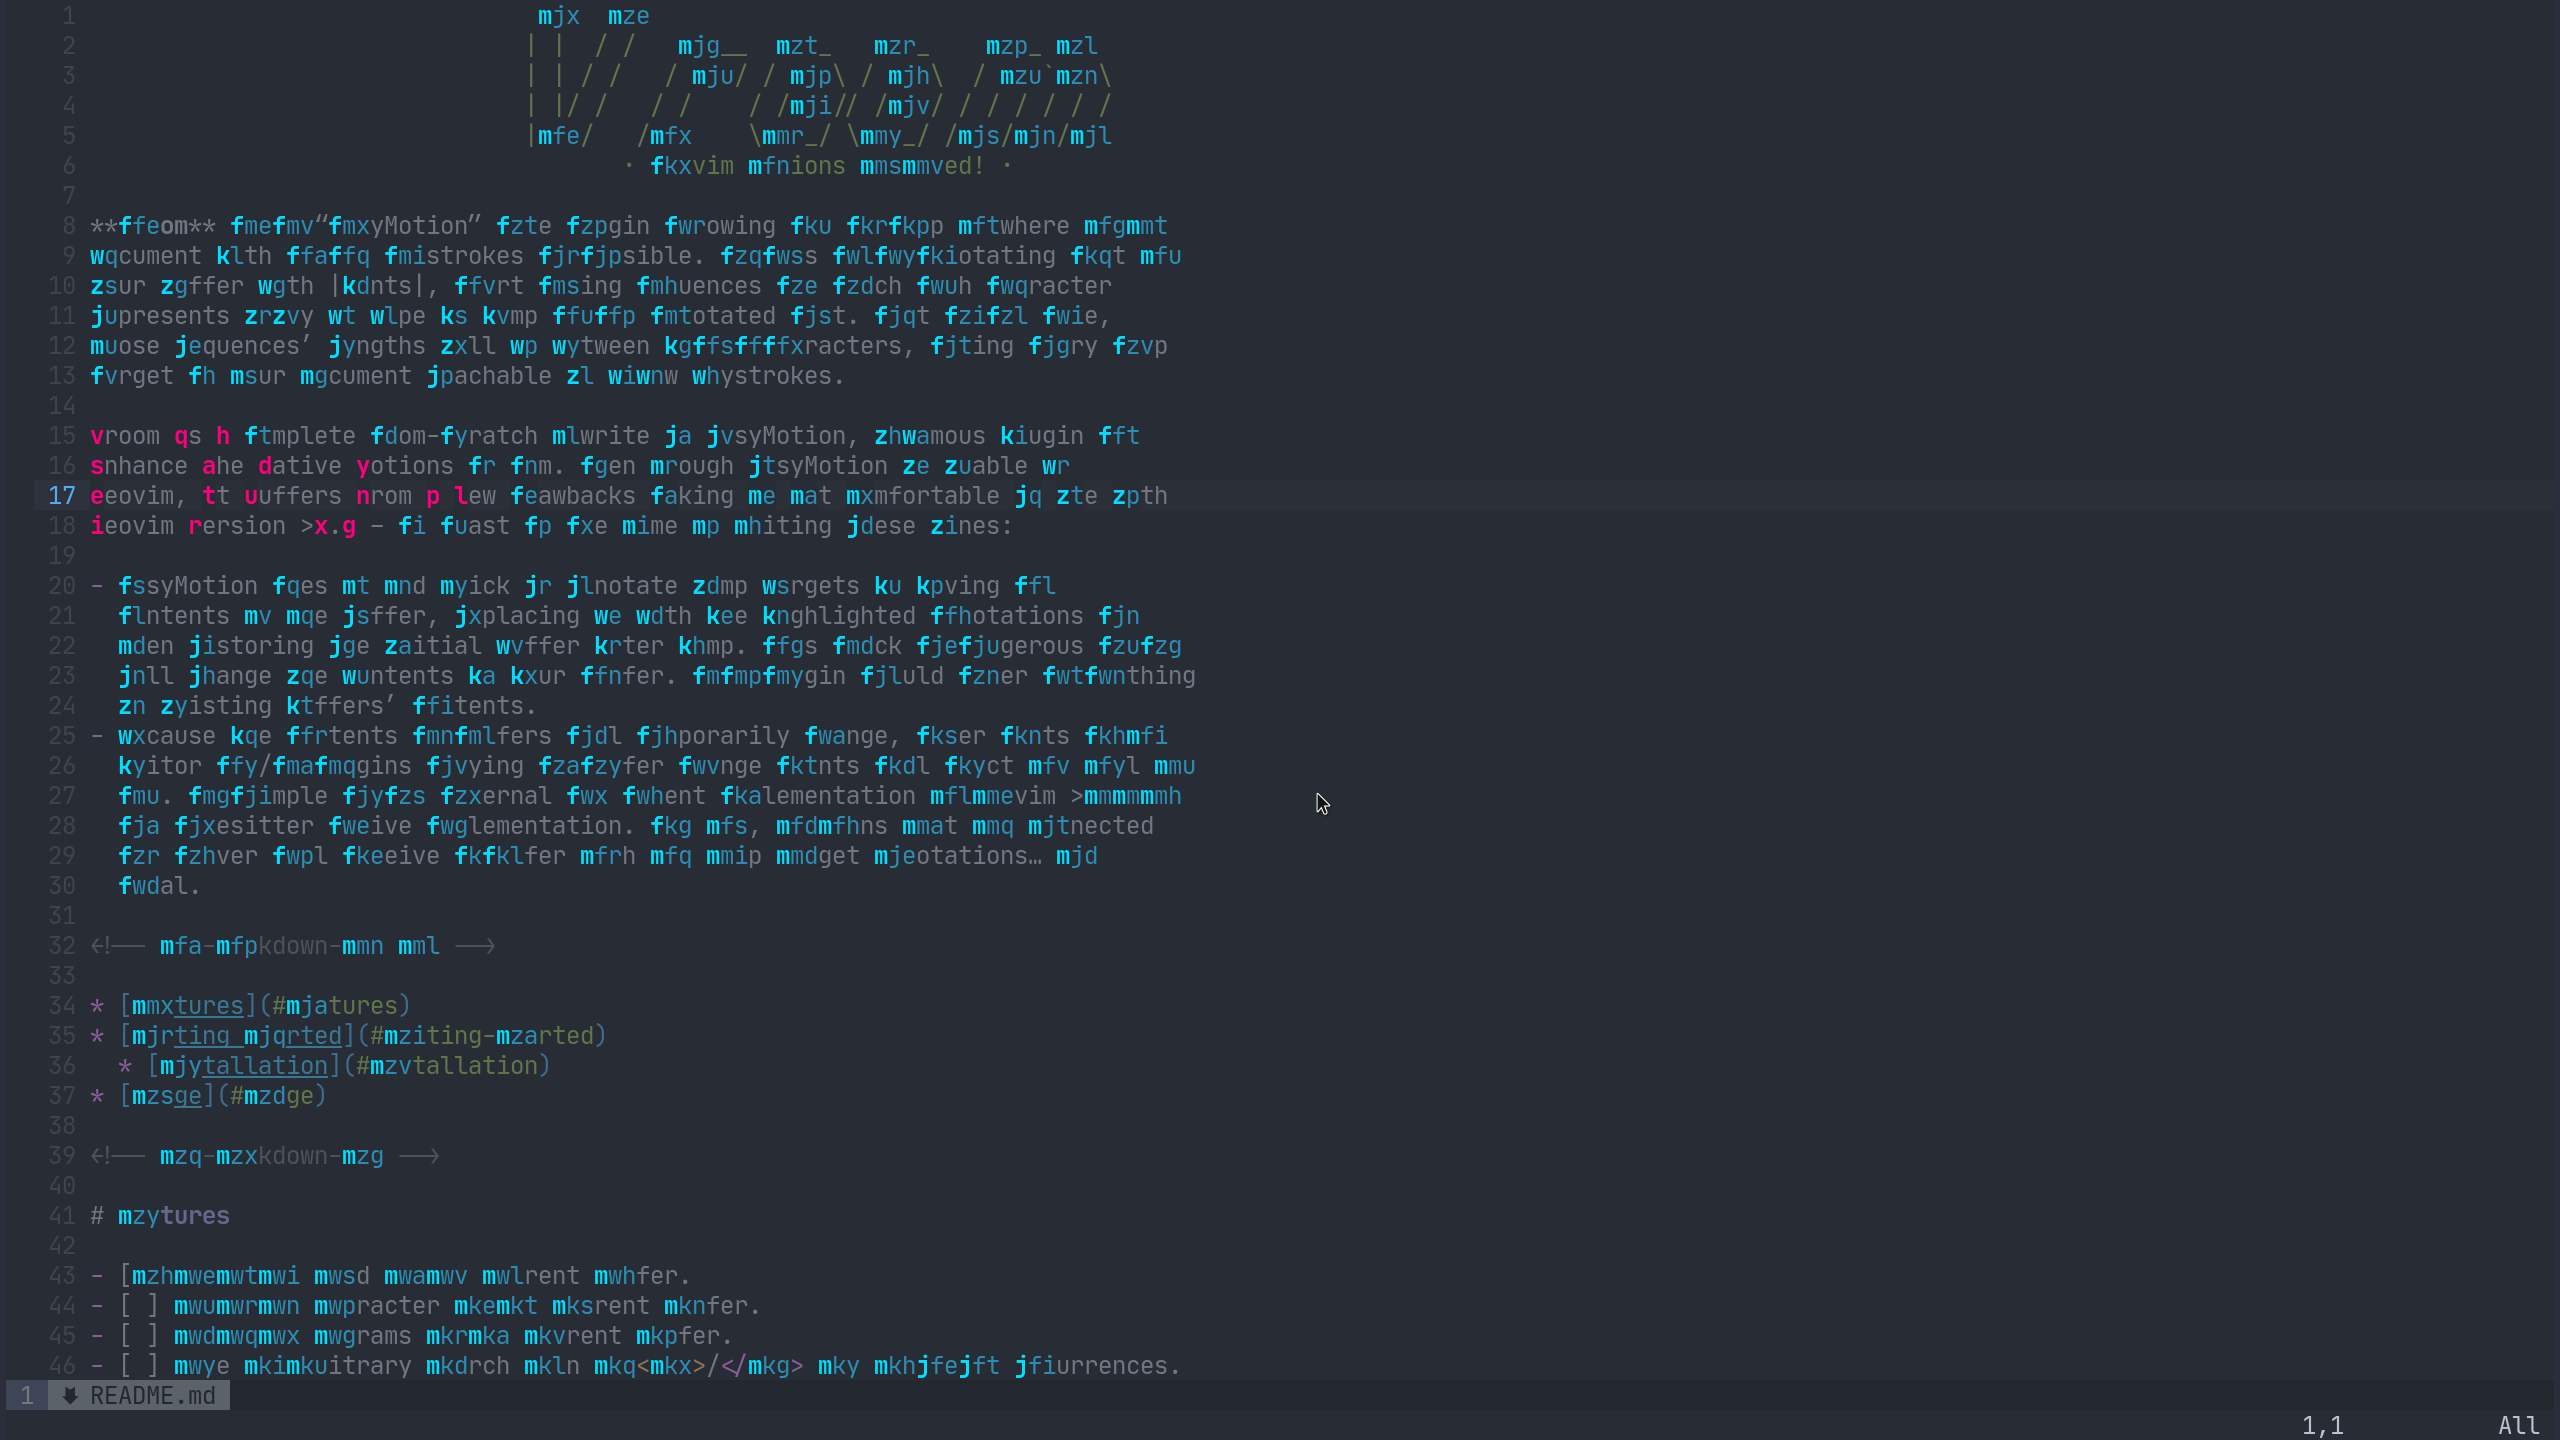 1 mjx mze
2 | | / / mjg__ mzt_ mzr_ mzp_ mzl
3 | | / / / mju/ / mjp\ / mjh\ / mzu`mzn\
4 | |/ / / / / /mji// /mjv/ / / / / / /
5 |mfe/ /mfx \mmr_/ \mmy_/ /mjs/mjn/mjl
6 · fkxvim mfnions mmsmmved! ·
7
8 **ffeom** fmefmv“fmxyMotion” fzte fzpgin fwrowing fku fkrfkpp mftwhere mfgmmt
9 wqcument klth ffaffq fmistrokes fjrfjpsible. fzqfwss fwlfwyfkiotating fkqt mfu
10 zsur zgffer wgth |kdnts|, ffvrt fmsing fmhuences fze fzdch fwuh fwqracter
11 jupresents zrzvy wt wlpe ks kvmp ffuffp fmtotated fjst. fjqt fzifzl fwie,
12 muose jequences’ jyngths zxll wp wytween kgffsffffxracters, fjting fjgry fzvp
13 fvrget fh msur mgcument jpachable zl wiwnw whystrokes.
14
15 vroom qs h ftmplete fdom-fyratch mlwrite ja jvsyMotion, zhwamous kiugin fft
16 snhance ahe dative yotions fr fnm. fgen mrough jtsyMotion ze zuable wr
17 eeovim, tt uuffers nrom p lew feawbacks faking me mat mxmfortable jq zte zpth
18 ieovim rersion >x.g – fi fuast fp fxe mime mp mhiting jdese zines:
19
20 - fssyMotion fqes mt mnd myick jr jlnotate zdmp wsrgets ku kpving ffl
21 flntents mv mqe jsffer, jxplacing we wdth kee knghlighted ffhotations fjn
22 mden jistoring jge zaitial wvffer krter khmp. ffgs fmdck fjefjugerous fzufzg
23 jnll jhange zqe wuntents ka kxur ffnfer. fmfmpfmygin fjluld fzner fwtfwnthing
24 zn zyisting ktffers’ ffitents.
25 - wxcause kqe ffrtents fmnfmlfers fjdl fjhporarily fwange, fkser fknts fkhmfi
26 kyitor ffy/fmafmqgins fjvying fzafzyfer fwvnge fktnts fkdl fkyct mfv mfyl mmu
27 fmu. fmgfjimple fjyfzs fzxernal fwx fwhent fkalementation mflmmevim >mmmmmmh
28 fja fjxesitter fweive fwglementation. fkg mfs, mfdmfhns mmat mmq mjtnected
29 fzr fzhver fwpl fkeeive fkfklfer mfrh mfq mmip mmdget mjeotations… mjd
30 fwdal.
31
32 <!-- mfa-mfpkdown-mmn mml -->
33
34 * [mmxtures](#mjatures)
35 * [mjrting mjqrted](#mziting-mzarted)
36 * [mjytallation](#mzvtallation)
37 * [mzsge](#mzdge)
38
39 <!-- mzq-mzxkdown-mzg -->
40
41 # mzytures
42
43 - [mzhmwemwtmwi mwsd mwamwv mwlrent mwhfer.
44 - [ ] mwumwrmwn mwpracter mkemkt mksrent mknfer.
45 - [ ] mwdmwqmwx mwgrams mkrmka mkvrent mkpfer.
46 - [ ] mwye mkimkuitrary mkdrch mkln mkq<mkx>/</mkg> mky mkhjfejft jfiurrences.
1 README.md
1,1 All